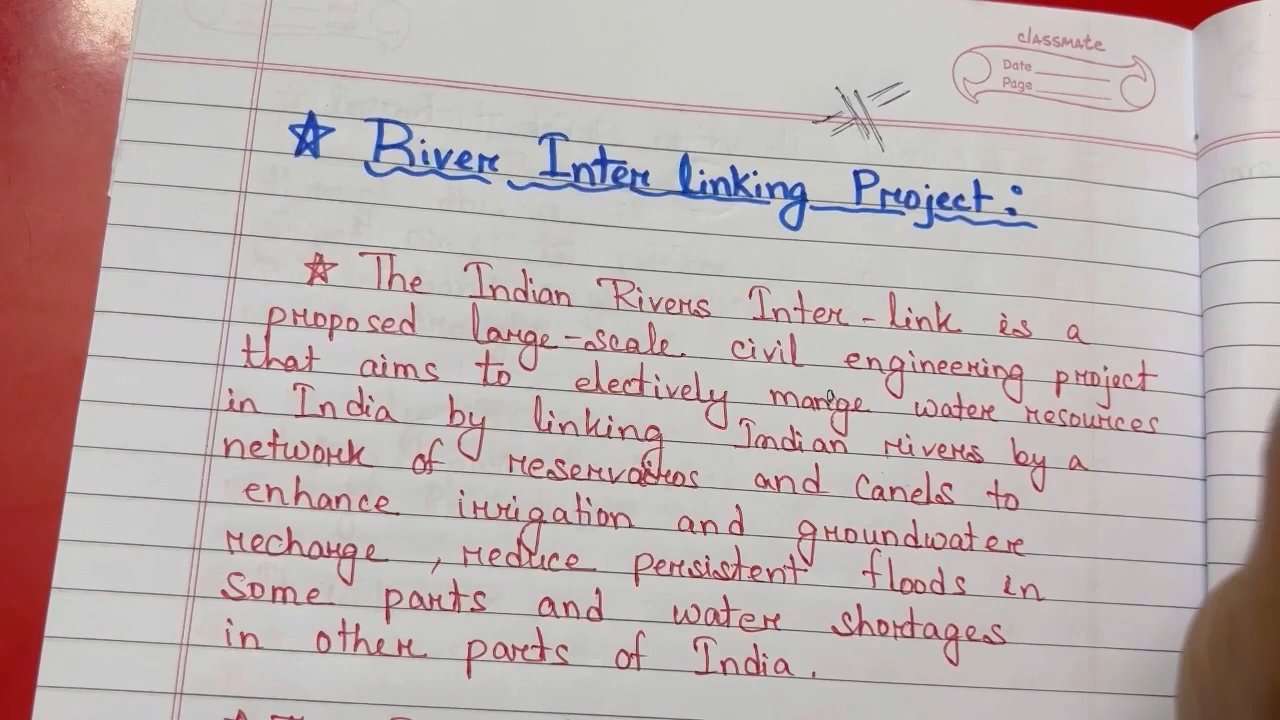 classmate
Date
Page
☆ River Inter linking Project:
☆ The Indian Rivers Inter-link is a
proposed large-scale civil engineering project
that aims to electively manege water resources
in India by linking Indian rivers by a
network of and canels to
enhance irrigation and groundwater
recharge, reduce persistent floods in
some parts and water shortages
in other parts of India.